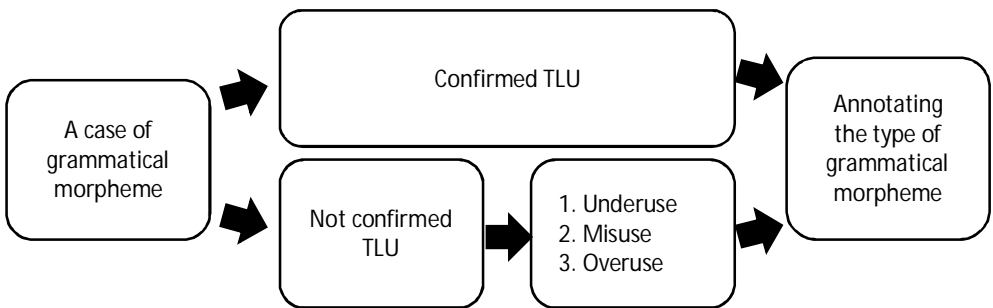 A case of
grammatical
morpheme
Confirmed TLU
Not confirmed
TLU
1. Underuse
2. Misuse
3. Overuse
Annotating
the type of
grammatical
morpheme